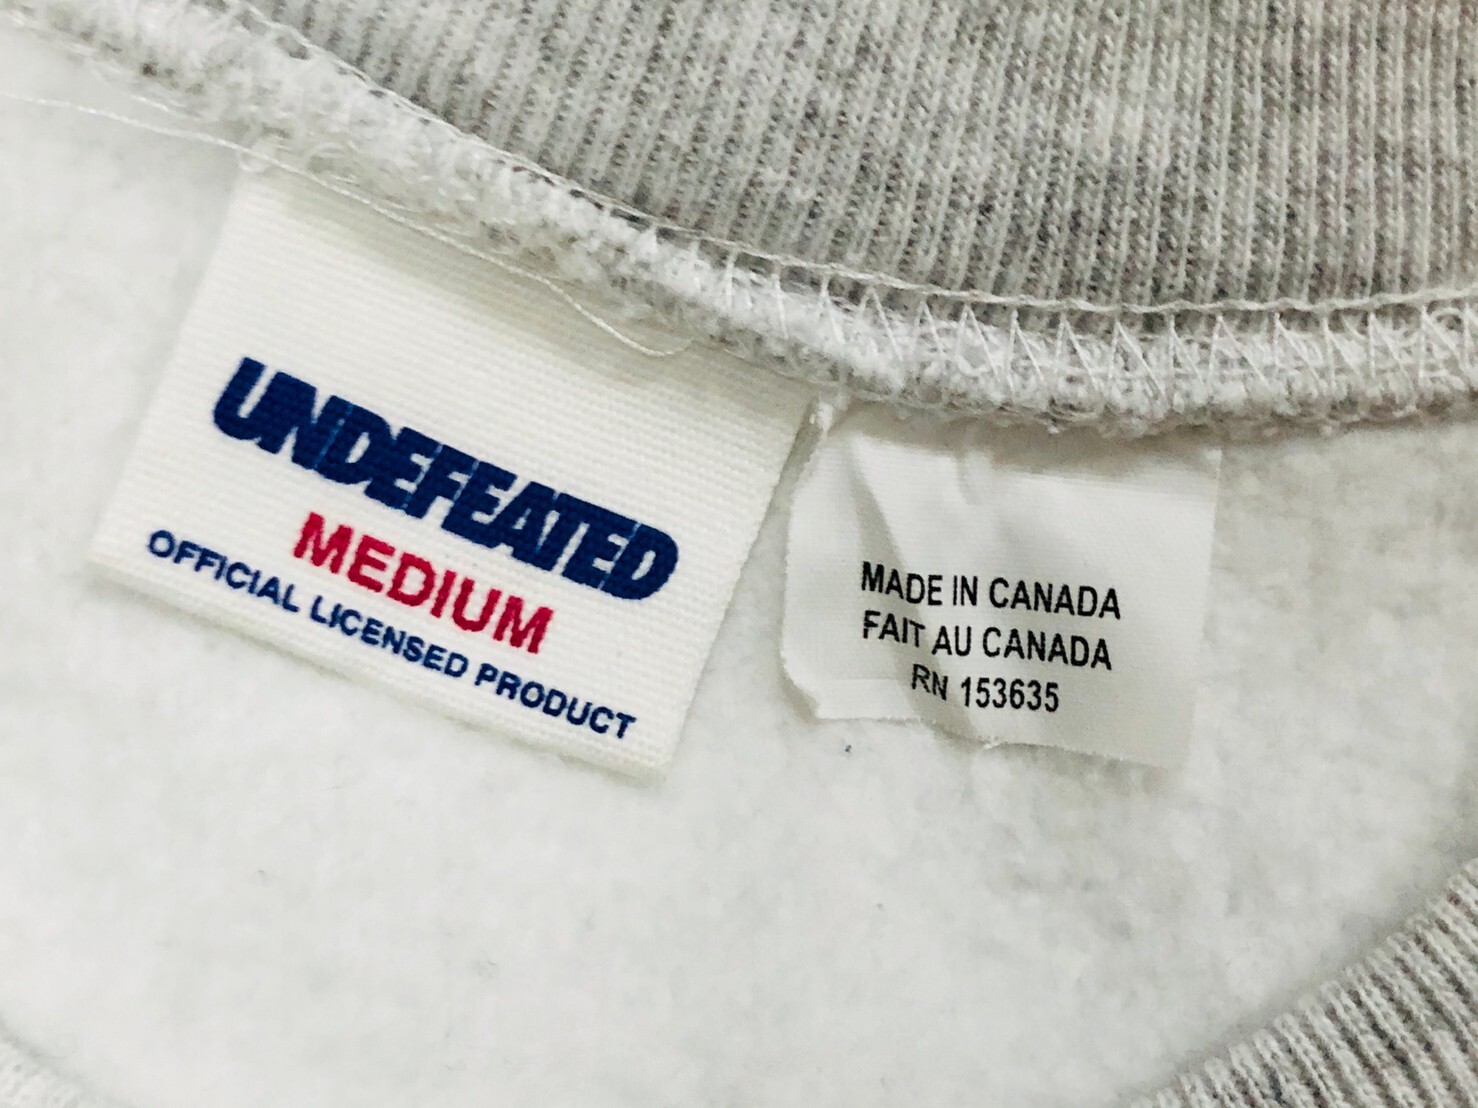 UNDEFEATED
MEDIUM
OFFICIAL LICENSED PRODUCT
MADE IN CANADA
FAIT AU CANADA
RN 153635